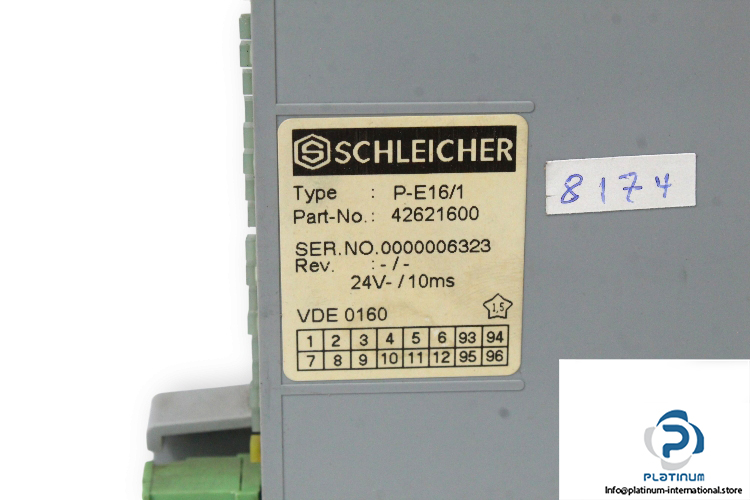 SCHLEICHER
Type : P-E16/1
Part-No.: 42621600
SER.NO.0000006323
Rev. :-/-
24V-/10ms
VDE 0160
1,5
1 2 3 4 5 6 93 94
7 8 9 10 11 12 95 96
8174
PLATINUM
Info@platinum-international.store